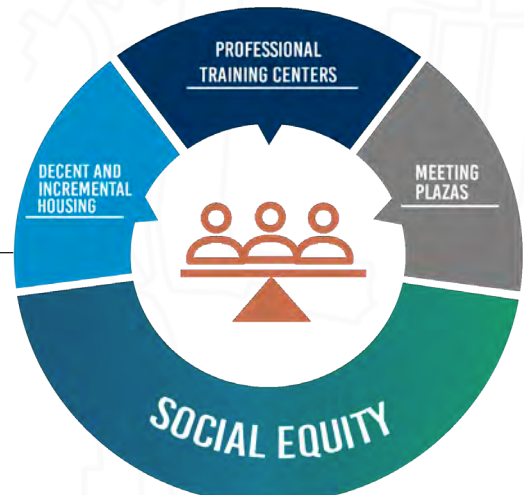 PROFESSIONAL
TRAINING CENTERS
DECENT AND
INCREMENTAL
HOUSING
MEETING
PLAZAS
SOCIAL EQUITY